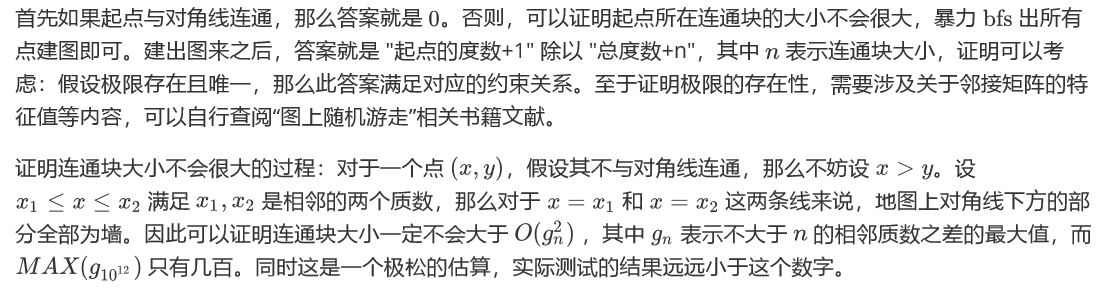 首先如果起点与对角线连通，那么答案就是 0。否则，可以证明起点所在连通块的大小不会很大，暴力 bfs 出所有
点建图即可。建出图来之后，答案就是 "起点的度数+1" 除以 "总度数+n"，其中 n 表示连通块大小，证明可以考
虑：假设极限存在且唯一，那么此答案满足对应的约束关系。至于证明极限的存在性，需要涉及关于邻接矩阵的特
征值等内容，可以自行查阅“图上随机游走”相关书籍文献。
证明连通块大小不会很大的过程：对于一个点 (x, y)，假设其不与对角线连通，那么不妨设 x > y。设
x₁ ≤ x ≤ x₂ 满足 x₁, x₂ 是相邻的两个质数，那么对于 x = x₁ 和 x = x₂ 这两条线来说，地图上对角线下方的部
分全部为墙。因此可以证明连通块大小一定不会大于 O(gₙ²) ，其中 gₙ 表示不大于 n 的相邻质数之差的最大值，而
MAX(g_{10^{12}}) 只有几百。同时这是一个极松的估算，实际测试的结果远远小于这个数字。